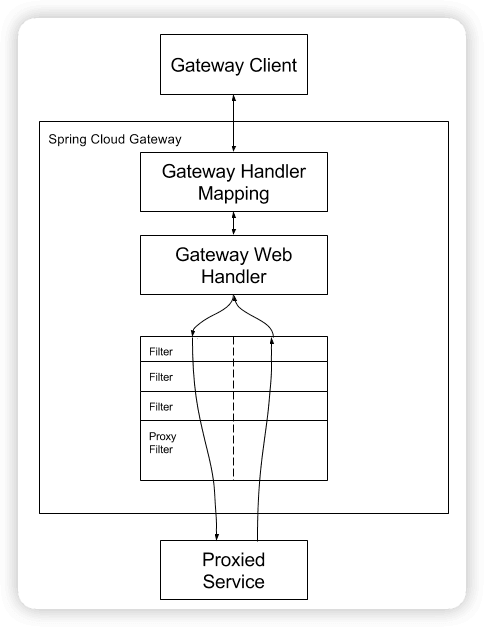 Gateway Client
Spring Cloud Gateway
Gateway Handler
Mapping
Gateway Web
Handler
Filter
Filter
Filter
Proxy
Filter
Proxied
Service